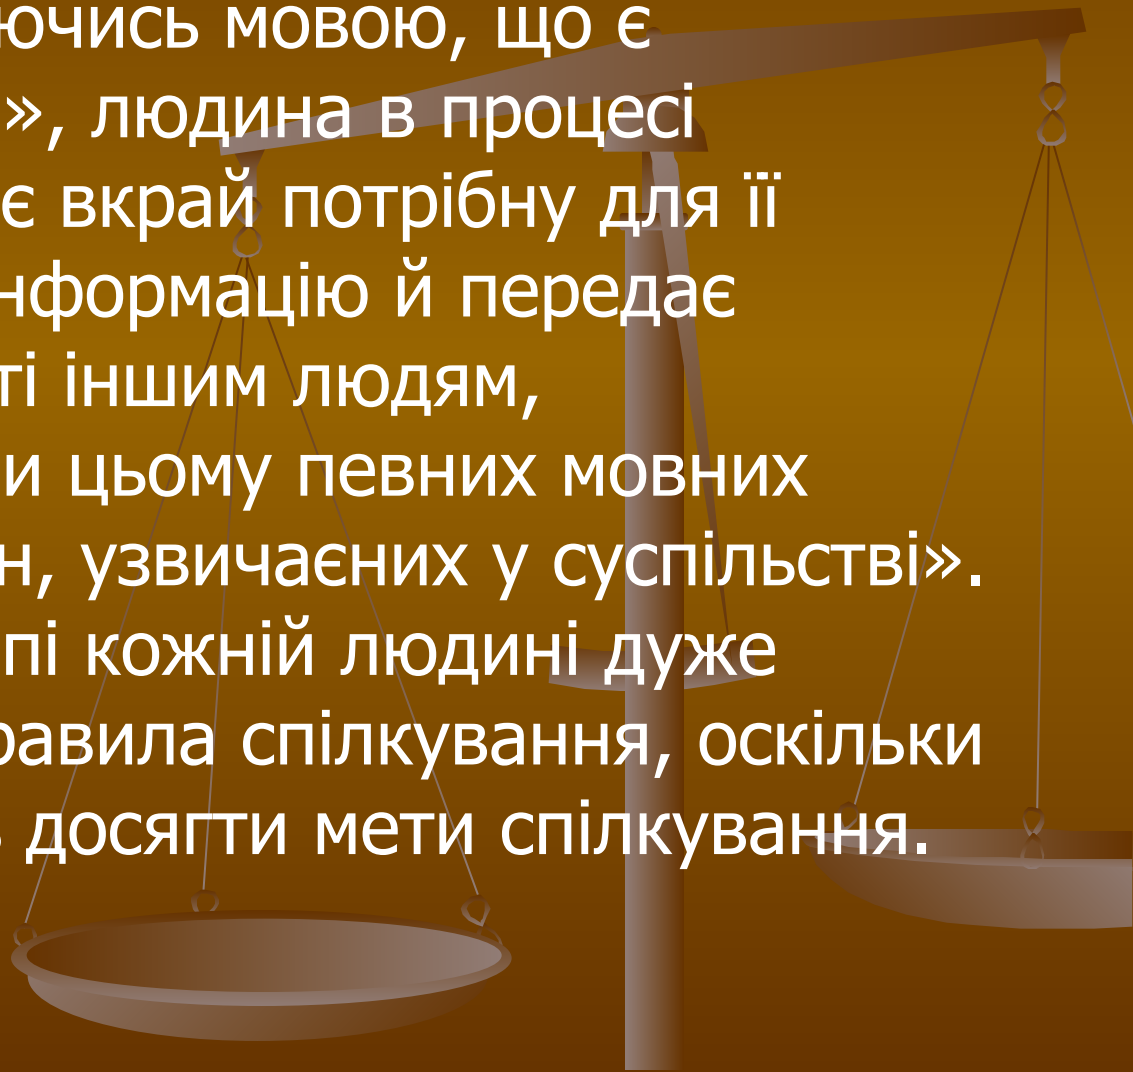 ючись мовою, що є
», людина в процесі
є вкрай потрібну для її
нформацію й передає
ті іншим людям,
и цьому певних мовних
н, узвичаєних у суспільстві».
пі кожній людині дуже
равила спілкування, оскільки
ь досягти мети спілкування.